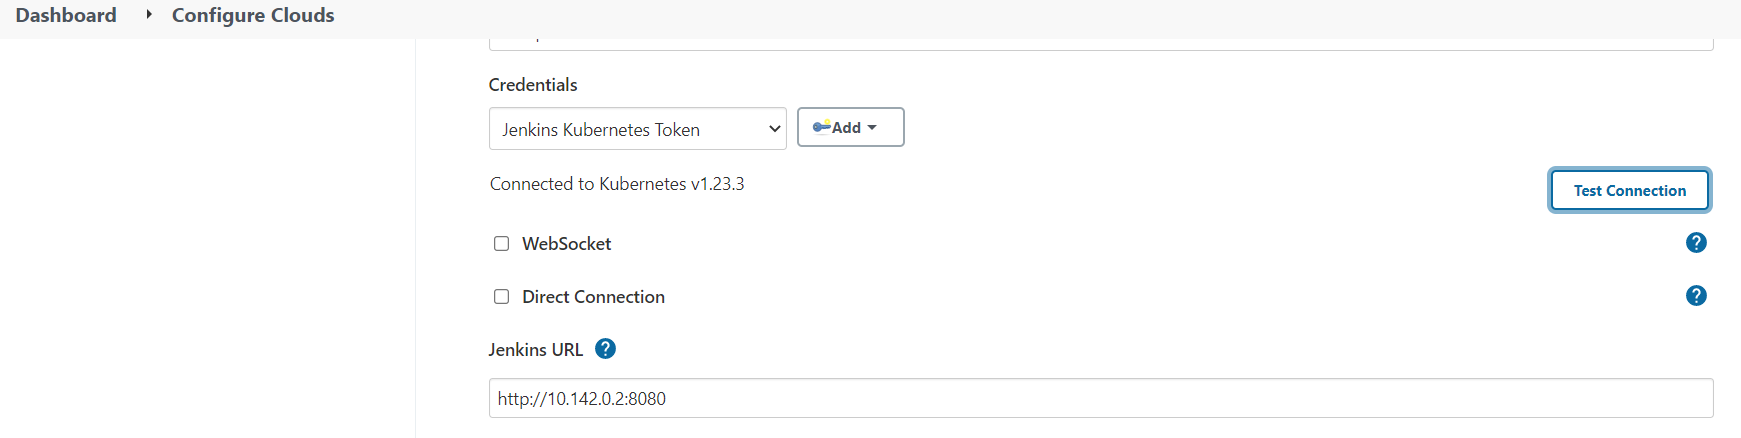 Dashboard Configure Clouds
Credentials
Jenkins Kubernetes Token Add
Connected to Kubernetes v1.23.3
Test Connection
WebSocket ?
Direct Connection ?
Jenkins URL ?
http://10.142.0.2:8080